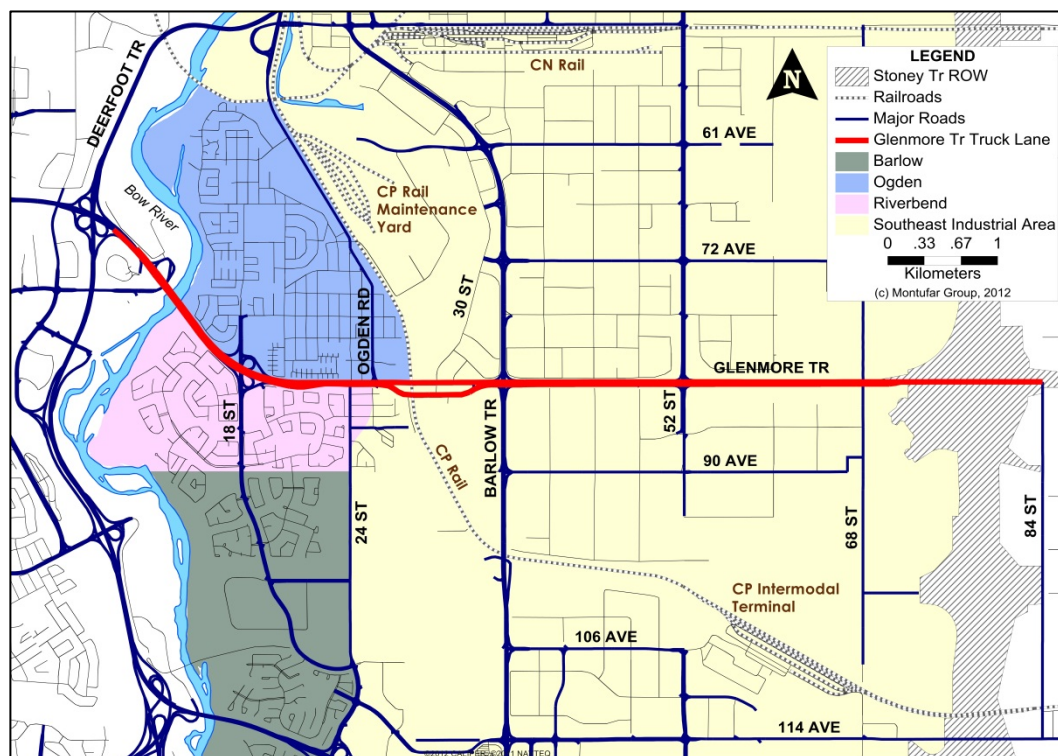 DEERFOOT TR
Bow River
CN Rail
N
LEGEND
Stoney Tr ROW
Railroads
Major Roads
Glenmore Tr Truck Lane
Barlow
Ogden
Riverbend
Southeast Industrial Area
0 .33 .67 1
Kilometers
(c) Montufar Group, 2012
61 AVE
CP Rail
Maintenance
Yard
72 AVE
30 ST
OGDEN RD
GLENMORE TR
18 ST
52 ST
BARLOW TR
CP Rail
90 AVE
24 ST
68 ST
84 ST
CP Intermodal
Terminal
106 AVE
114 AVE